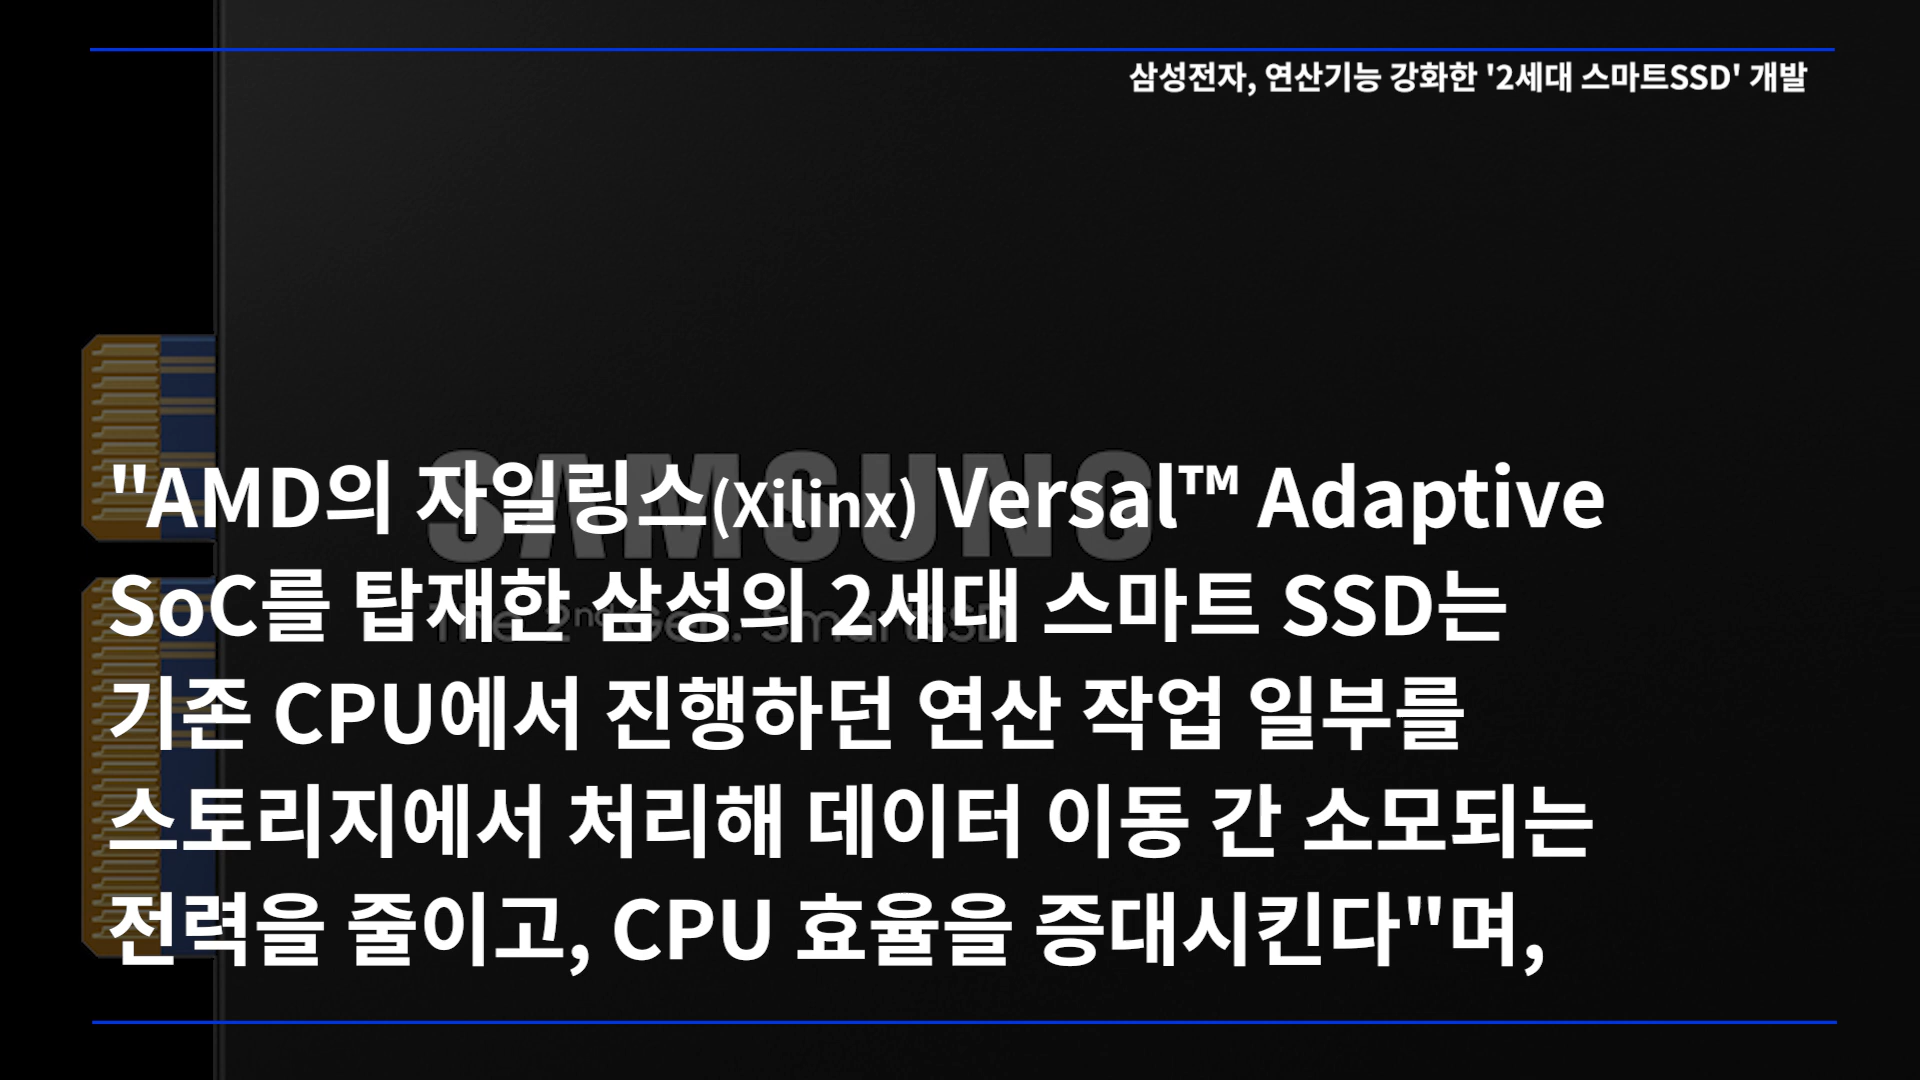 삼성전자, 연산기능 강화한 '2세대 스마트SSD' 개발
SAMSUNG
The 2nd Gen. SmartSSD
"AMD의 자일링스(Xilinx) Versal™ Adaptive
SoC를 탑재한 삼성의 2세대 스마트 SSD는
기존 CPU에서 진행하던 연산 작업 일부를
스토리지에서 처리해 데이터 이동 간 소모되는
전력을 줄이고, CPU 효율을 증대시킨다"며,